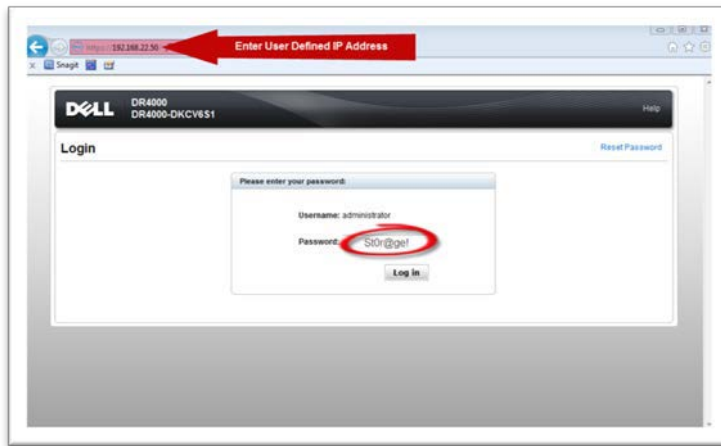 https://192.168.22.50
Enter User Defined IP Address
x Snagit
DELL
DR4000
DR4000-DKCV6S1
Help
Login
Reset Password
Please enter your password:
Username: administrator
Password: St0r@ge!
Log in